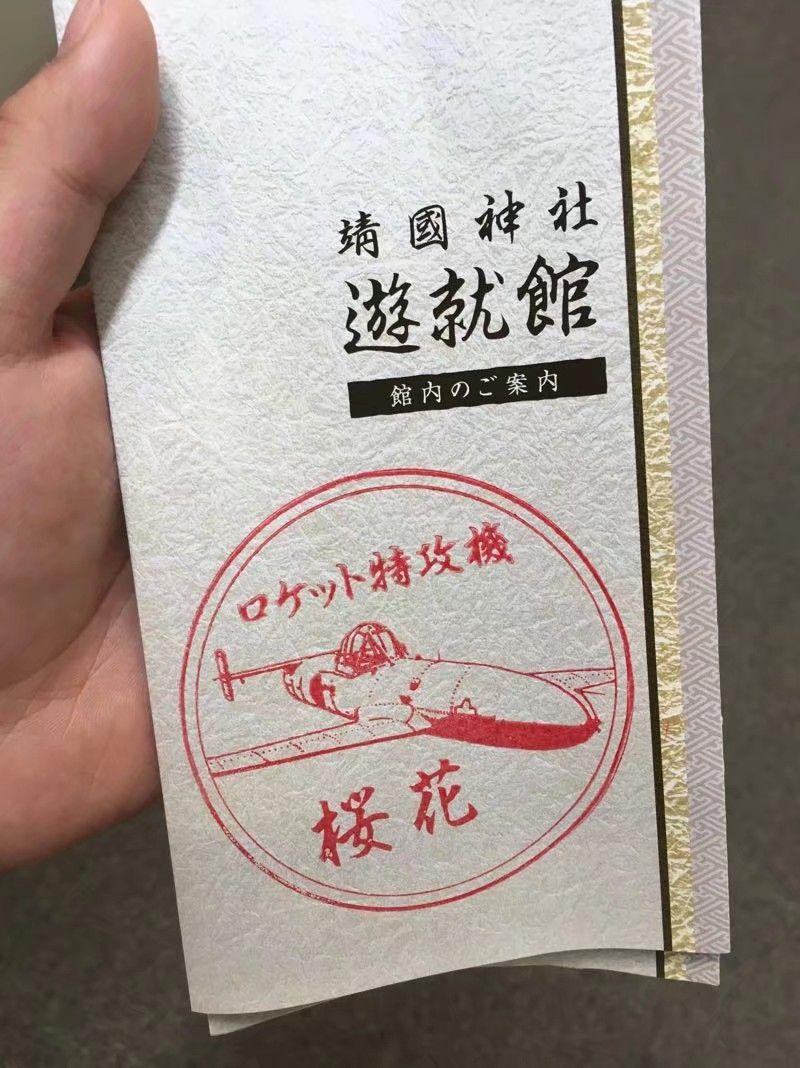 靖國神社
遊就館
館内のご案内
ロケット特攻機
桜花